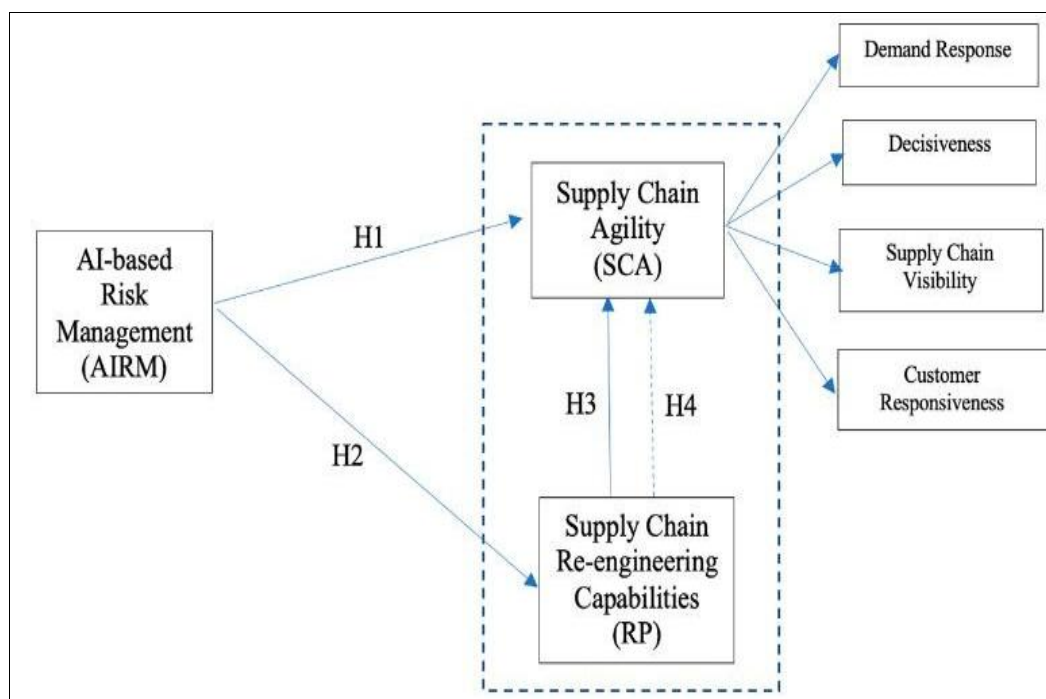 AI-based
Risk
Management
(AIRM)
H1
H2
Supply Chain
Agility
(SCA)
H3
H4
Supply Chain
Re-engineering
Capabilities
(RP)
Demand Response
Decisiveness
Supply Chain
Visibility
Customer
Responsiveness